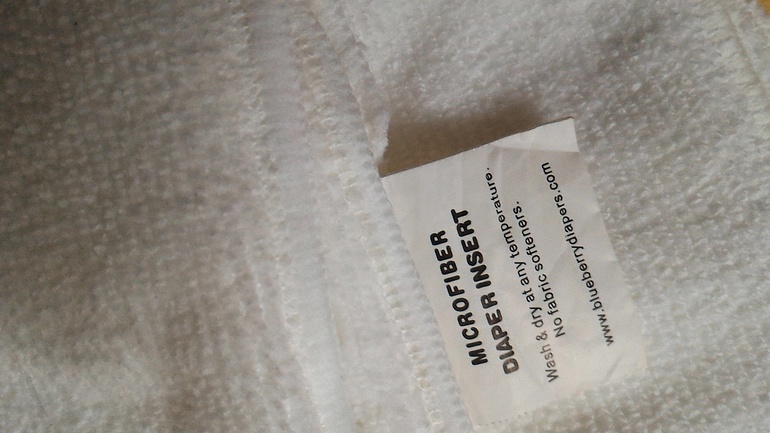 MICROFIBER
DIAPER INSERT
Wash & dry at any temperature.
No fabric softeners.
www.blueberrydiapers.com